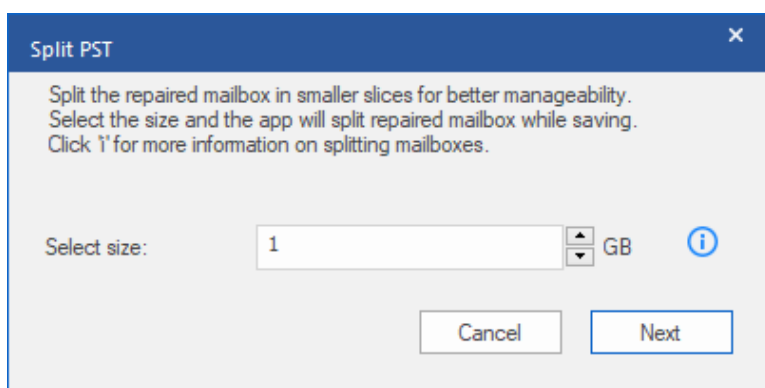 Split PST
×
Split the repaired mailbox in smaller slices for better manageability.
Select the size and the app will split repaired mailbox while saving.
Click 'i' for more information on splitting mailboxes.
Select size: 1 GB i
Cancel Next